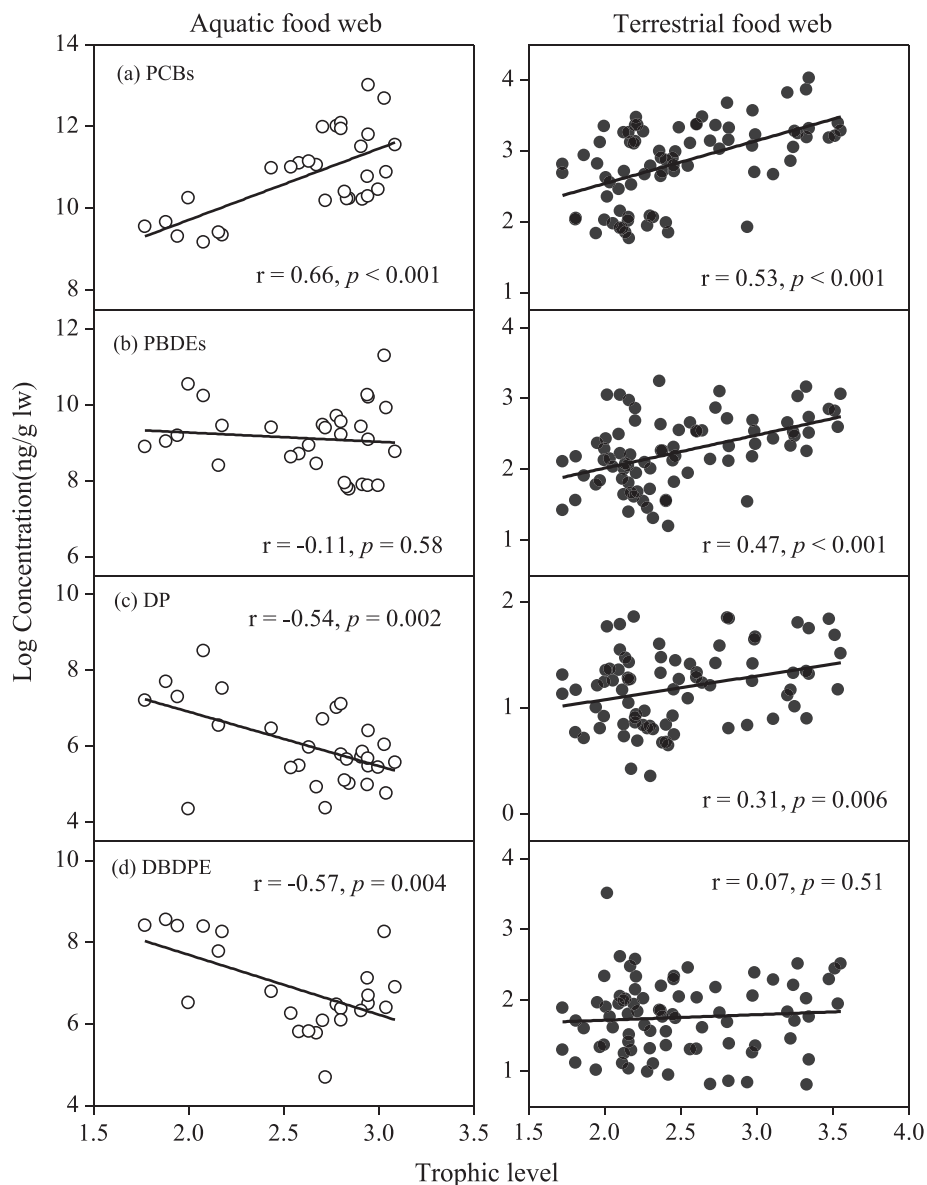 Aquatic food web
Terrestrial food web
14
12
10
8
(a) PCBs
r = 0.66, p < 0.001
4
3
2
1
r = 0.53, p < 0.001
12
10
8
6
(b) PBDEs
r = -0.11, p = 0.58
4
3
2
1
r = 0.47, p < 0.001
10
8
6
4
(c) DP
r = -0.54, p = 0.002
2
1
0
r = 0.31, p = 0.006
10
8
6
4
(d) DBDPE
r = -0.57, p = 0.004
4
3
2
1
r = 0.07, p = 0.51
1.5 2.0 2.5 3.0 3.5
1.5 2.0 2.5 3.0 3.5 4.0
Log Concentration(ng/g lw)
Trophic level